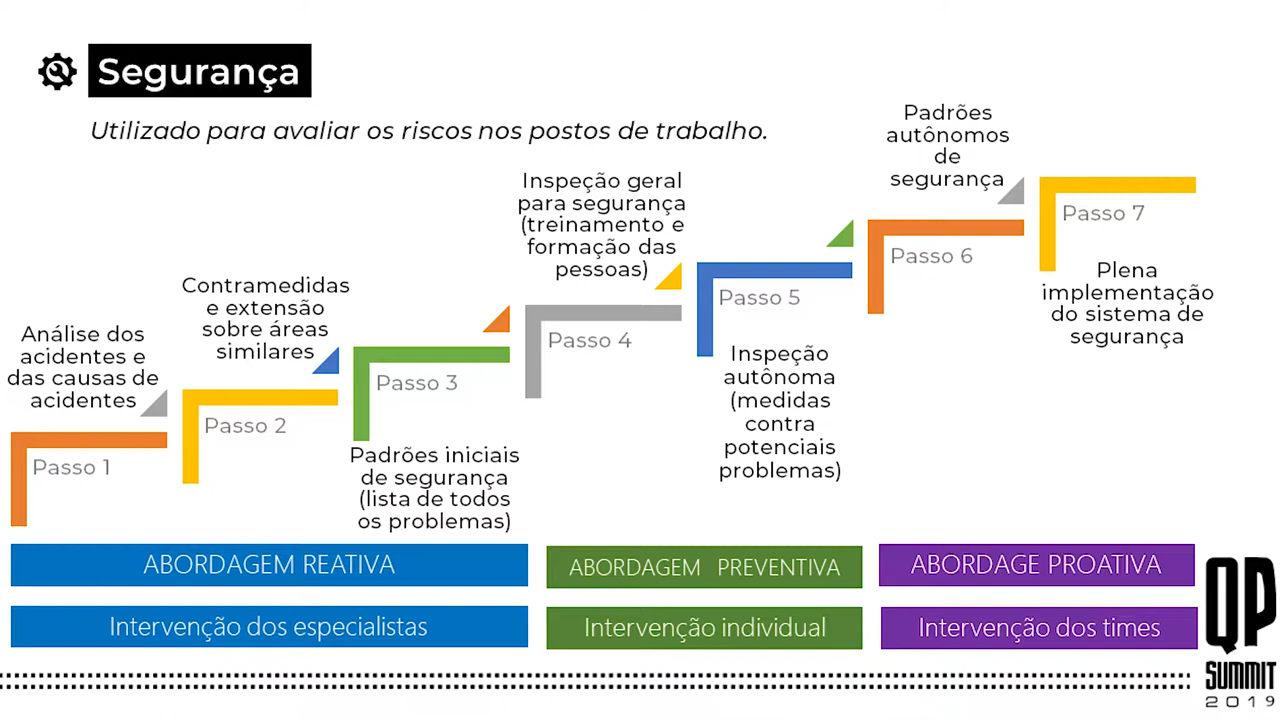 Segurança
Utilizado para avaliar os riscos nos postos de trabalho.
Análise dos
acidentes e
das causas de
acidentes
Passo 1
Contramedidas
e extensão
sobre áreas
similares
Passo 2
Passo 3
Padrões iniciais
de segurança
(lista de todos
os problemas)
Inspeção geral
para segurança
(treinamento e
formação das
pessoas)
Passo 4
Passo 5
Inspeção
autônoma
(medidas
contra
potenciais
problemas)
Padrões
autônomos
de
segurança
Passo 6
Passo 7
Plena
implementação
do sistema de
segurança
ABORDAGEM REATIVA
ABORDAGEM PREVENTIVA
ABORDAGE PROATIVA
Intervenção dos especialistas
Intervenção individual
Intervenção dos times
QP
SUMMIT
2019